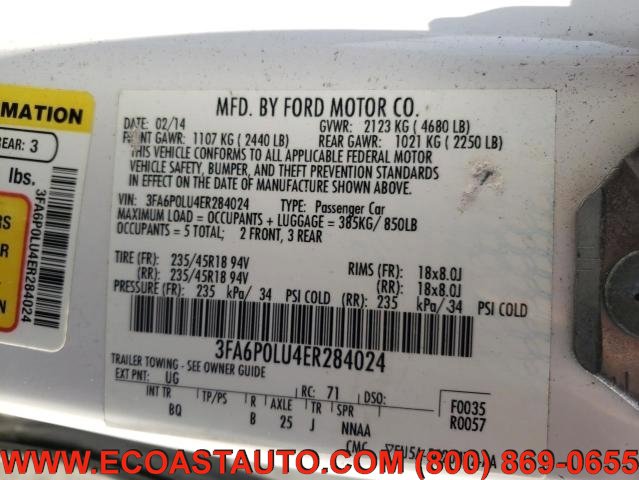 RMATION
REAR: 3
lbs.
3FA6P0LU4ER284024
RS
ER
ON
MFD. BY FORD MOTOR CO.
DATE: 02/14 GVWR: 2123 KG ( 4680 LB)
FRONT GAWR: 1107 KG ( 2440 LB) REAR GAWR: 1021 KG ( 2250 LB)
THIS VEHICLE CONFORMS TO ALL APPLICABLE FEDERAL MOTOR
VEHICLE SAFETY, BUMPER, AND THEFT PREVENTION STANDARDS IN
EFFECT ON THE DATE OF MANUFACTURE SHOWN ABOVE.
VIN: 3FA6P0LU4ER284024 TYPE: Passenger Car
MAXIMUM LOAD = OCCUPANTS + LUGGAGE = 385KG/ 850LB
OCCUPANTS = 5 TOTAL; 2 FRONT, 3 REAR
TIRE (FR): 235/45R18 94V RIMS (FR): 18x8.0J
(RR): 235/45R18 94V (RR): 18x8.0J
PRESSURE (FR): 235 kPa/ 34 PSI COLD (RR): 235 kPa/ 34 PSI COLD
3FA6P0LU4ER284024
TRAILER TOWING - SEE OWNER GUIDE
EXT PNT: UG RC: 71 DSO: F0035
INT TR TP/PS R AXLE TR SPR R0057
BQ B 25 J NNAA
WWW.ECOASTAUTO.COM (800) 869-0655